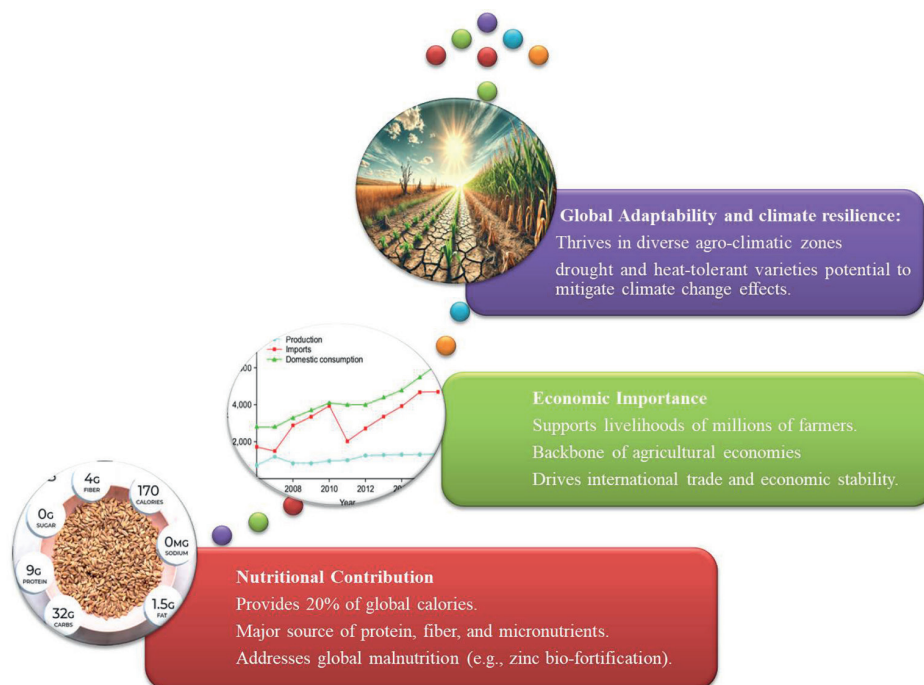 Global Adaptability and climate resilience:
Thrives in diverse agro-climatic zones
drought and heat-tolerant varieties potential to
mitigate climate change effects.
Production
Imports
Domestic consumption
4,000
2,000
2008
2010
2012
Year
Economic Importance
Supports livelihoods of millions of farmers.
Backbone of agricultural economies
Drives international trade and economic stability.
4G
FIBER
170
CALORIES
0G
SUGAR
0MG
SODIUM
9G
PROTEIN
32G
CARBS
1.5G
FAT
Nutritional Contribution
Provides 20% of global calories.
Major source of protein, fiber, and micronutrients.
Addresses global malnutrition (e.g., zinc bio-fortification).